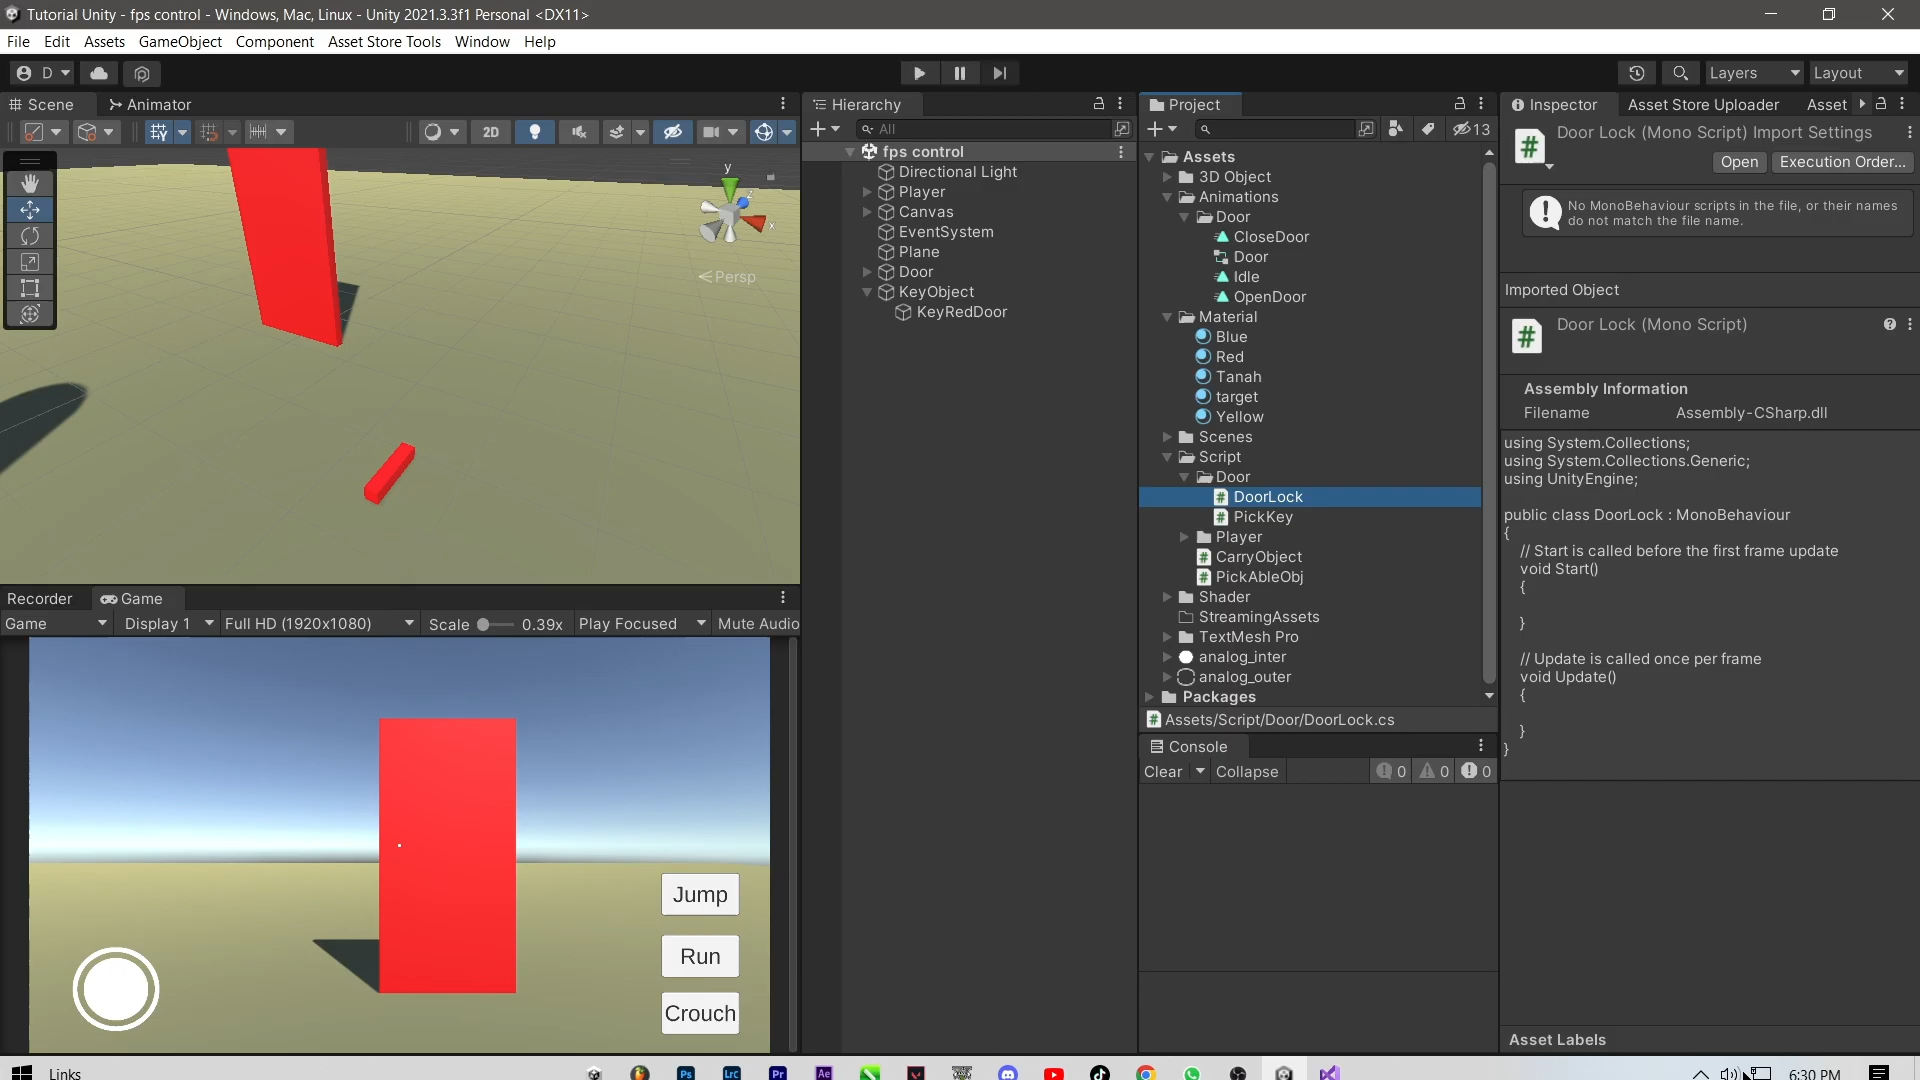 Tutorial Unity - fps control - Windows, Mac, Linux - Unity 2021.3.3f1 Personal <DX11>
File Edit Assets GameObject Component Asset Store Tools Window Help
D
Layers
Layout
Scene
Animator
2D
Persp
y
x
z
Hierarchy
All
fps control
Directional Light
Player
Canvas
EventSystem
Plane
Door
KeyObject
KeyRedDoor
Recorder
Game
Game
Display 1
Full HD (1920x1080)
Scale
0.39x
Play Focused
Mute Audio
Jump
Run
Crouch
Project
13
Assets
3D Object
Animations
Door
CloseDoor
Door
Idle
OpenDoor
Material
Blue
Red
Tanah
target
Yellow
Scenes
Script
Door
DoorLock
PickKey
Player
CarryObject
PickAbleObj
Shader
StreamingAssets
TextMesh Pro
analog_inter
analog_outer
Packages
Assets/Script/Door/DoorLock.cs
Console
Clear
Collapse
0
0
0
Inspector
Asset Store Uploader
Asset
Door Lock (Mono Script) Import Settings
Open
Execution Order...
No MonoBehaviour scripts in the file, or their names
do not match the file name.
Imported Object
Door Lock (Mono Script)
Assembly Information
Filename Assembly-CSharp.dll
using System.Collections;
using System.Collections.Generic;
using UnityEngine;
public class DoorLock : MonoBehaviour
{
// Start is called before the first frame update
void Start()
{
}
// Update is called once per frame
void Update()
{
}
}
Asset Labels
Links
Ps
LrC
Pr
Ae
6:30 PM